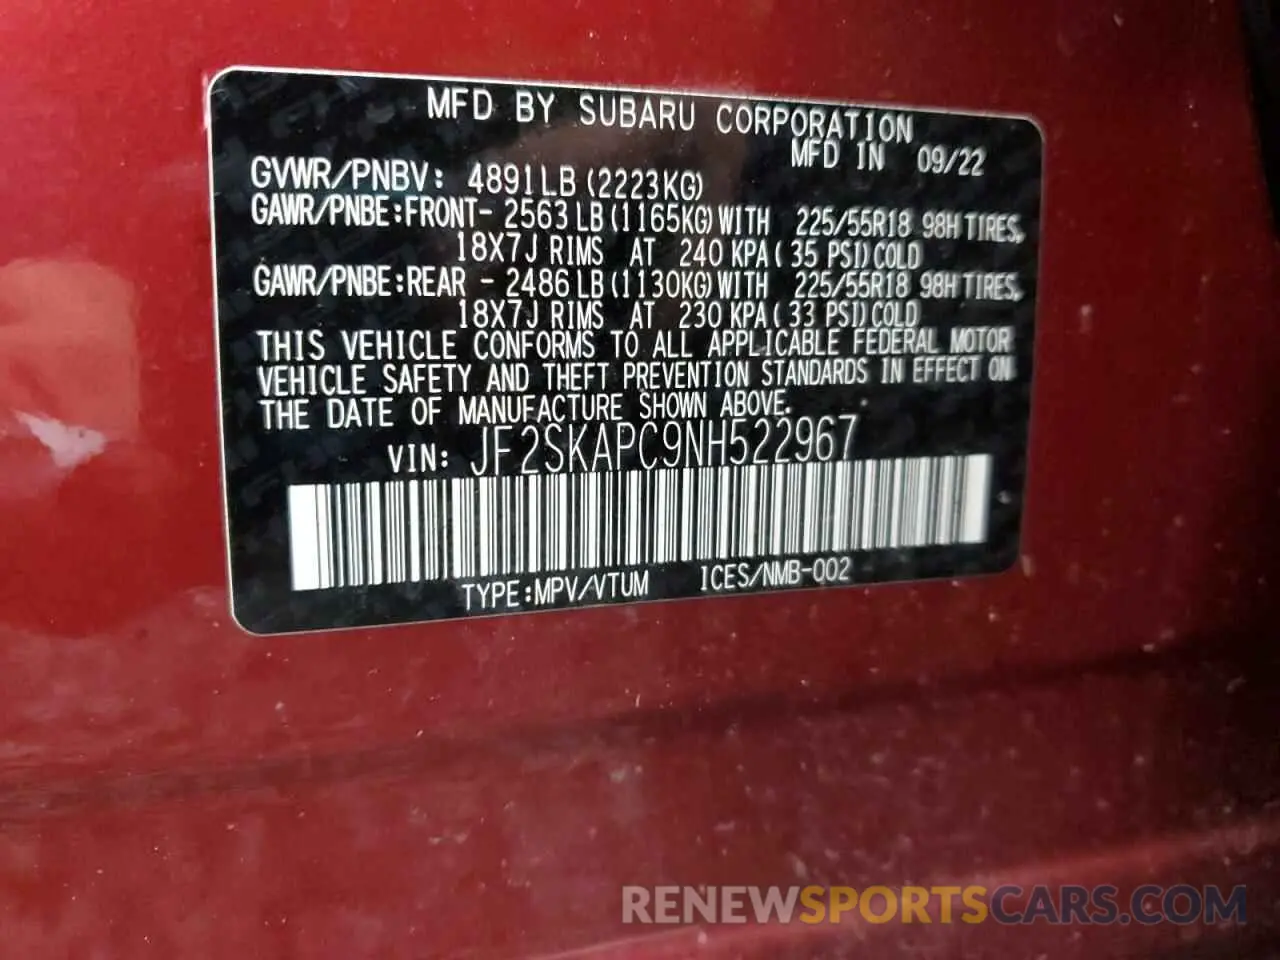 MFD BY SUBARU CORPORATION
MFD IN 09/22
GVWR/PNBV: 4891LB (2223KG)
GAWR/PNBE:FRONT- 2563 LB (1165KG) WITH 225/55R18 98H TIRES,
18X7J RIMS AT 240 KPA ( 35 PSI) COLD
GAWR/PNBE:REAR - 2486 LB (1130KG) WITH 225/55R18 98H TIRES,
18X7J RIMS AT 230 KPA ( 33 PSI) COLD
THIS VEHICLE CONFORMS TO ALL APPLICABLE FEDERAL MOTOR
VEHICLE SAFETY AND THEFT PREVENTION STANDARDS IN EFFECT ON
THE DATE OF MANUFACTURE SHOWN ABOVE.
VIN: JF2SKAPC9NH522967
TYPE:MPV/VTUM ICES/NMB-002
RENEWSPORTSCARS.COM